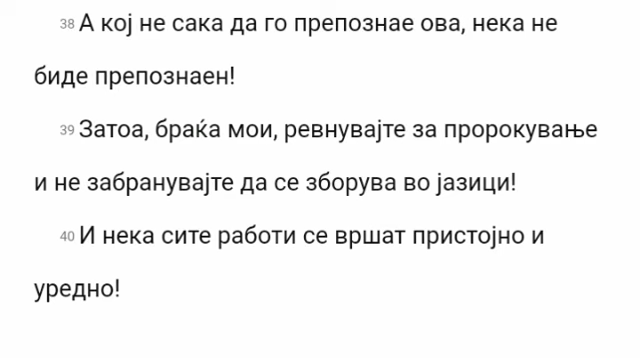 38 А кој не сака да го препознае ова, нека не
биде препознаен!
39 Затоа, браќа мои, ревнувајте за пророкување
и не забранувајте да се зборува во јазици!
40 И нека сите работи се вршат пристојно и
уредно!